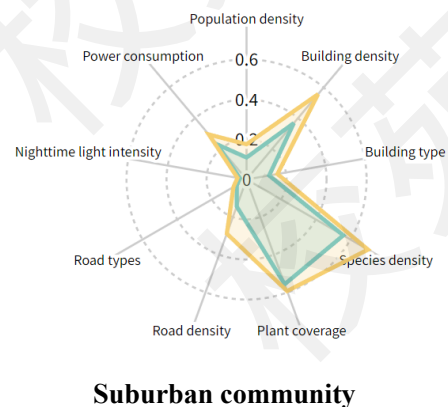 Population density
Power consumption
Building density
0.6
0.4
0.2
Nighttime light intensity
Building type
0
Road types
Species density
Road density
Plant coverage
Suburban community